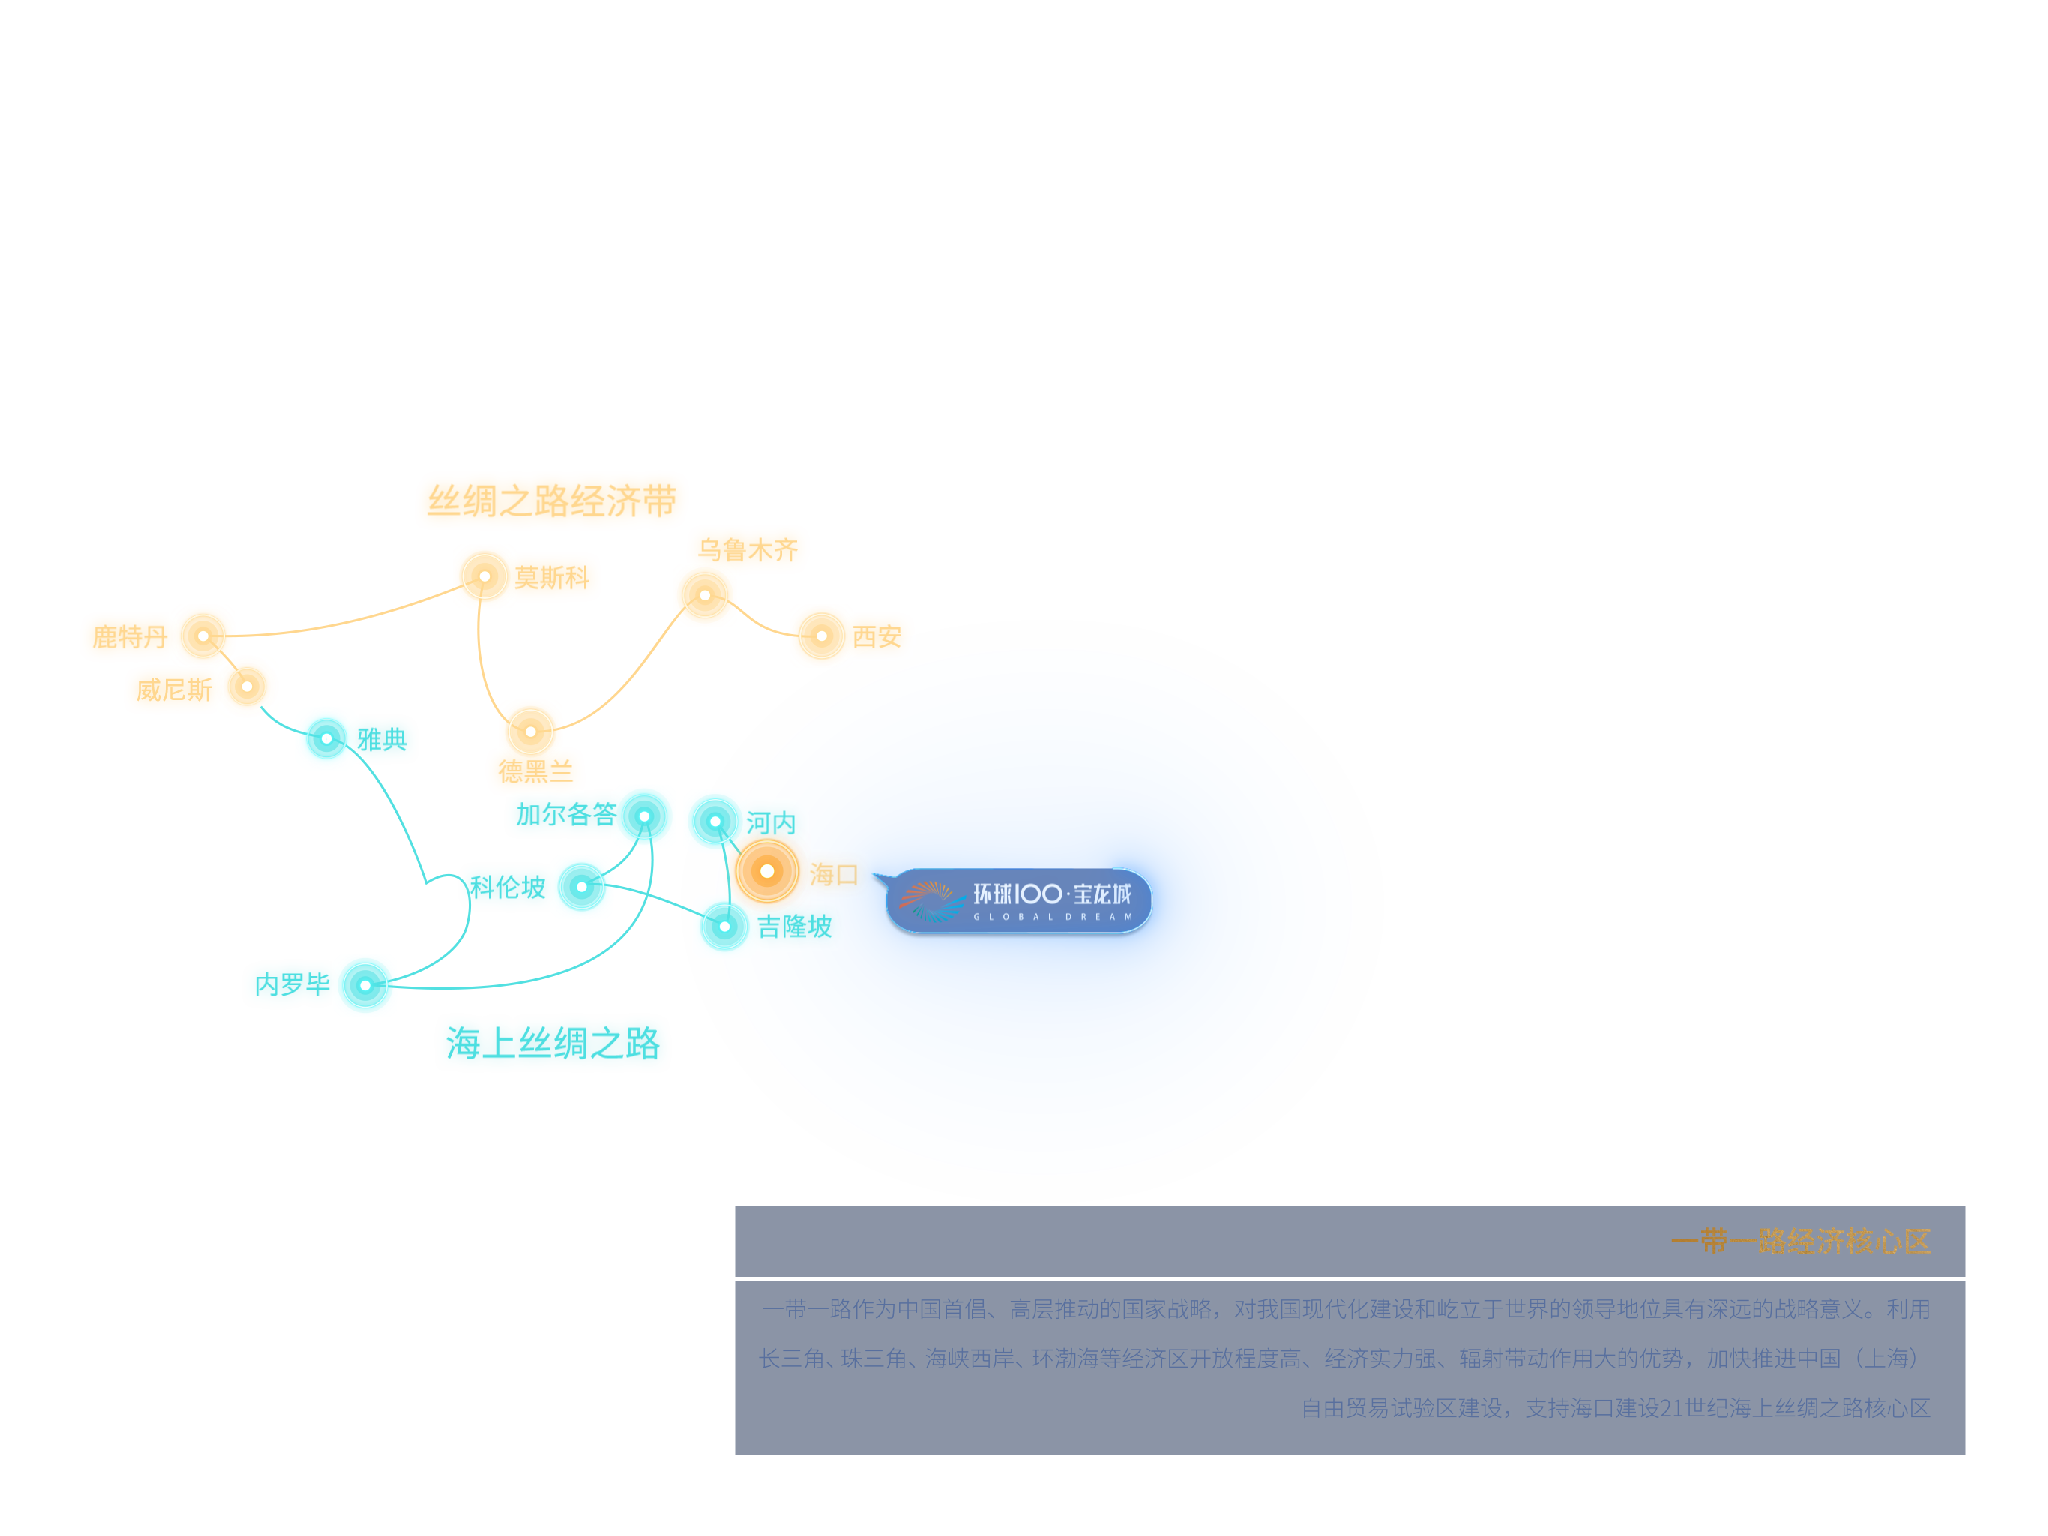 丝绸之路经济带
乌鲁木齐
莫斯科
鹿特丹
西安
威尼斯
雅典
德黑兰
加尔各答
河内
海口
科伦坡
环球100·宝龙城
GLOBAL DREAM
吉隆坡
内罗毕
海上丝绸之路
一带一路经济核心区
一带一路作为中国首倡、高层推动的国家战略，对我国现代化建设和屹立于世界的领导地位具有深远的战略意义。利用
长三角、珠三角、海峡西岸、环渤海等经济区开放程度高、经济实力强、辐射带动作用大的优势，加快推进中国（上海）
自由贸易试验区建设，支持海口建设21世纪海上丝绸之路核心区